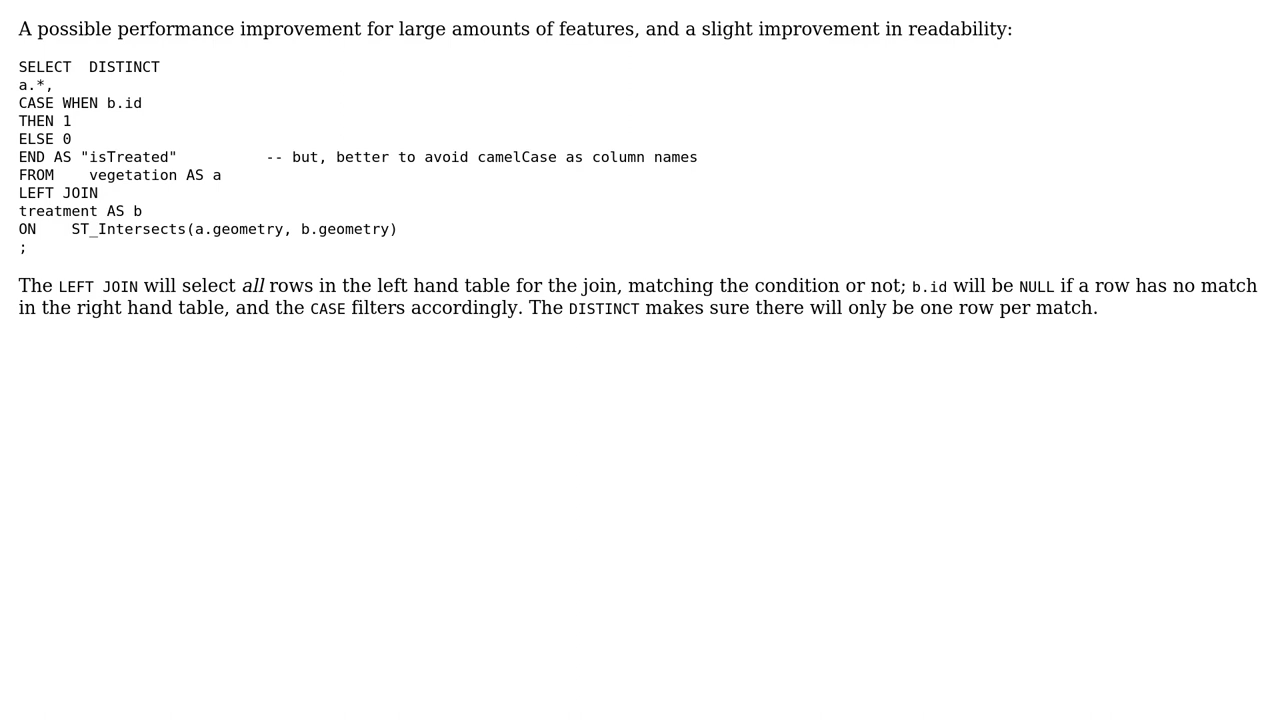 A possible performance improvement for large amounts of features, and a slight improvement in readability:
SELECT  DISTINCT
a.*,
CASE WHEN b.id
THEN 1
ELSE 0
END AS "isTreated"          -- but, better to avoid camelCase as column names
FROM    vegetation AS a
LEFT JOIN
treatment AS b
ON    ST_Intersects(a.geometry, b.geometry)
;
The LEFT JOIN will select all rows in the left hand table for the join, matching the condition or not; b.id will be NULL if a row has no match
in the right hand table, and the CASE filters accordingly. The DISTINCT makes sure there will only be one row per match.